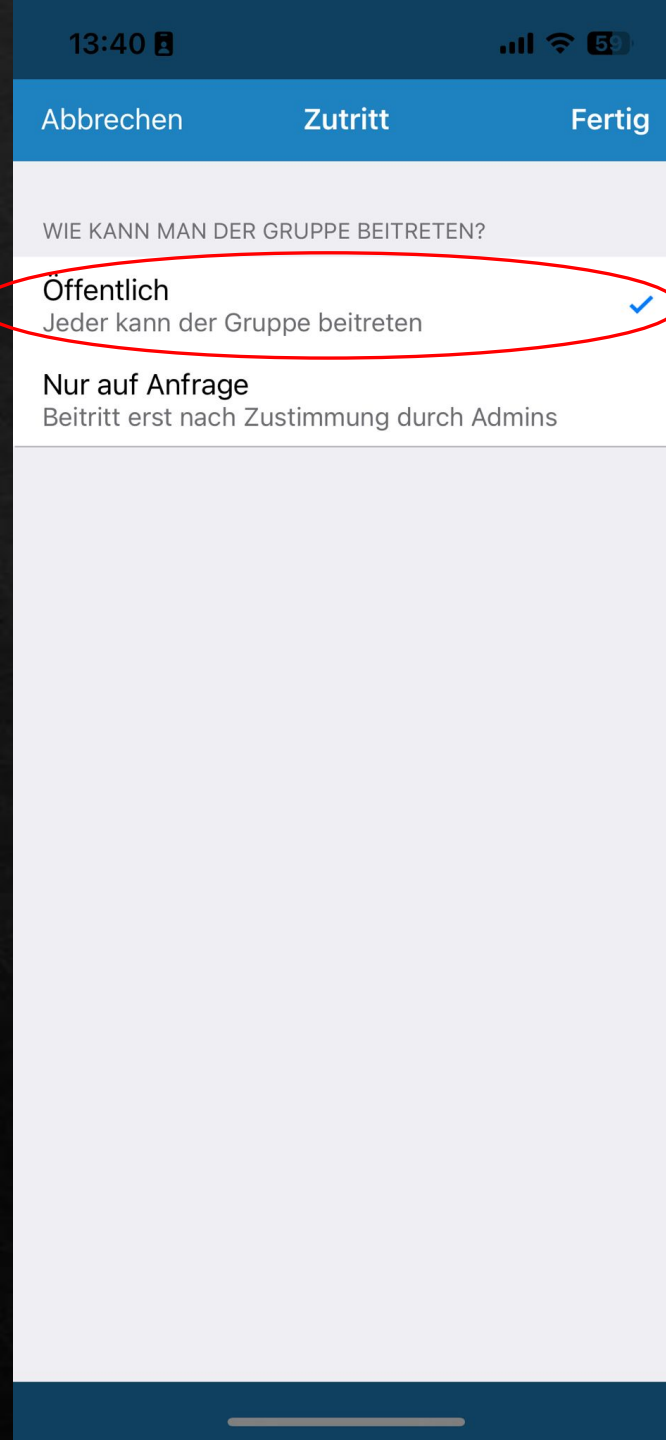 13:40 59
Abbrechen Zutritt Fertig
WIE KANN MAN DER GRUPPE BEITRETEN?
Öffentlich
Jeder kann der Gruppe beitreten
Nur auf Anfrage
Beitritt erst nach Zustimmung durch Admins